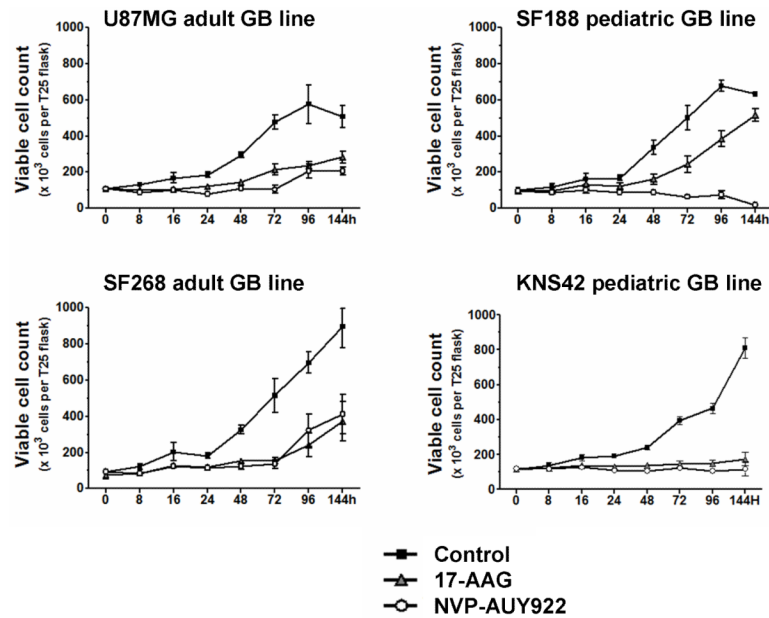 U87MG adult GB line
Viable cell count
(x 10³ cells per T25 flask)
1000
800
600
400
200
0
0 8 16 24 48 72 96 144h
SF188 pediatric GB line
Viable cell count
(x 10³ cells per T25 flask)
1000
800
600
400
200
0
0 8 16 24 48 72 96 144h
SF268 adult GB line
Viable cell count
(x 10³ cells per T25 flask)
1000
800
600
400
200
0
0 8 16 24 48 72 96 144h
KNS42 pediatric GB line
Viable cell count
(x 10³ cells per T25 flask)
1000
800
600
400
200
0
0 8 16 24 48 72 96 144H
Control
17-AAG
NVP-AUY922